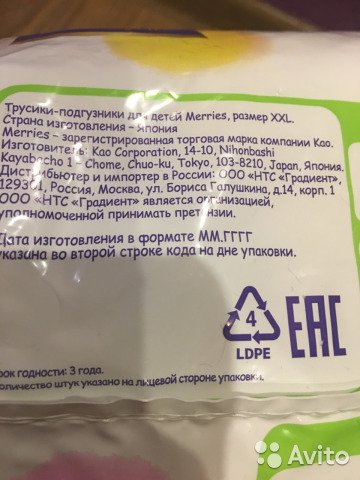 Трусики-подгузники для детей Merries, размер XXL.
Страна изготовления – Япония
Merries – зарегистрированная торговая марка компании Као.
Изготовитель: Kao Corporation, 14-10, Nihonbashi
Kayabacho 1 - Chome, Chuo-ku, Tokyo, 103-8210, Japan, Япония.
Дистрибьютер и импортер в России: ООО «НТС «Градиент»,
129301, Россия, Москва, ул. Бориса Галушкина, д.14, корп. 1
ООО «НТС «Градиент» является организацией,
уполномоченной принимать претензии.
Дата изготовления в формате ММ.ГГГГ
указана во второй строке кода на дне упаковки.
4
LDPE
EAC
рок годности: 3 года.
оличество штук указано на лицевой стороне упаковки.
Avito